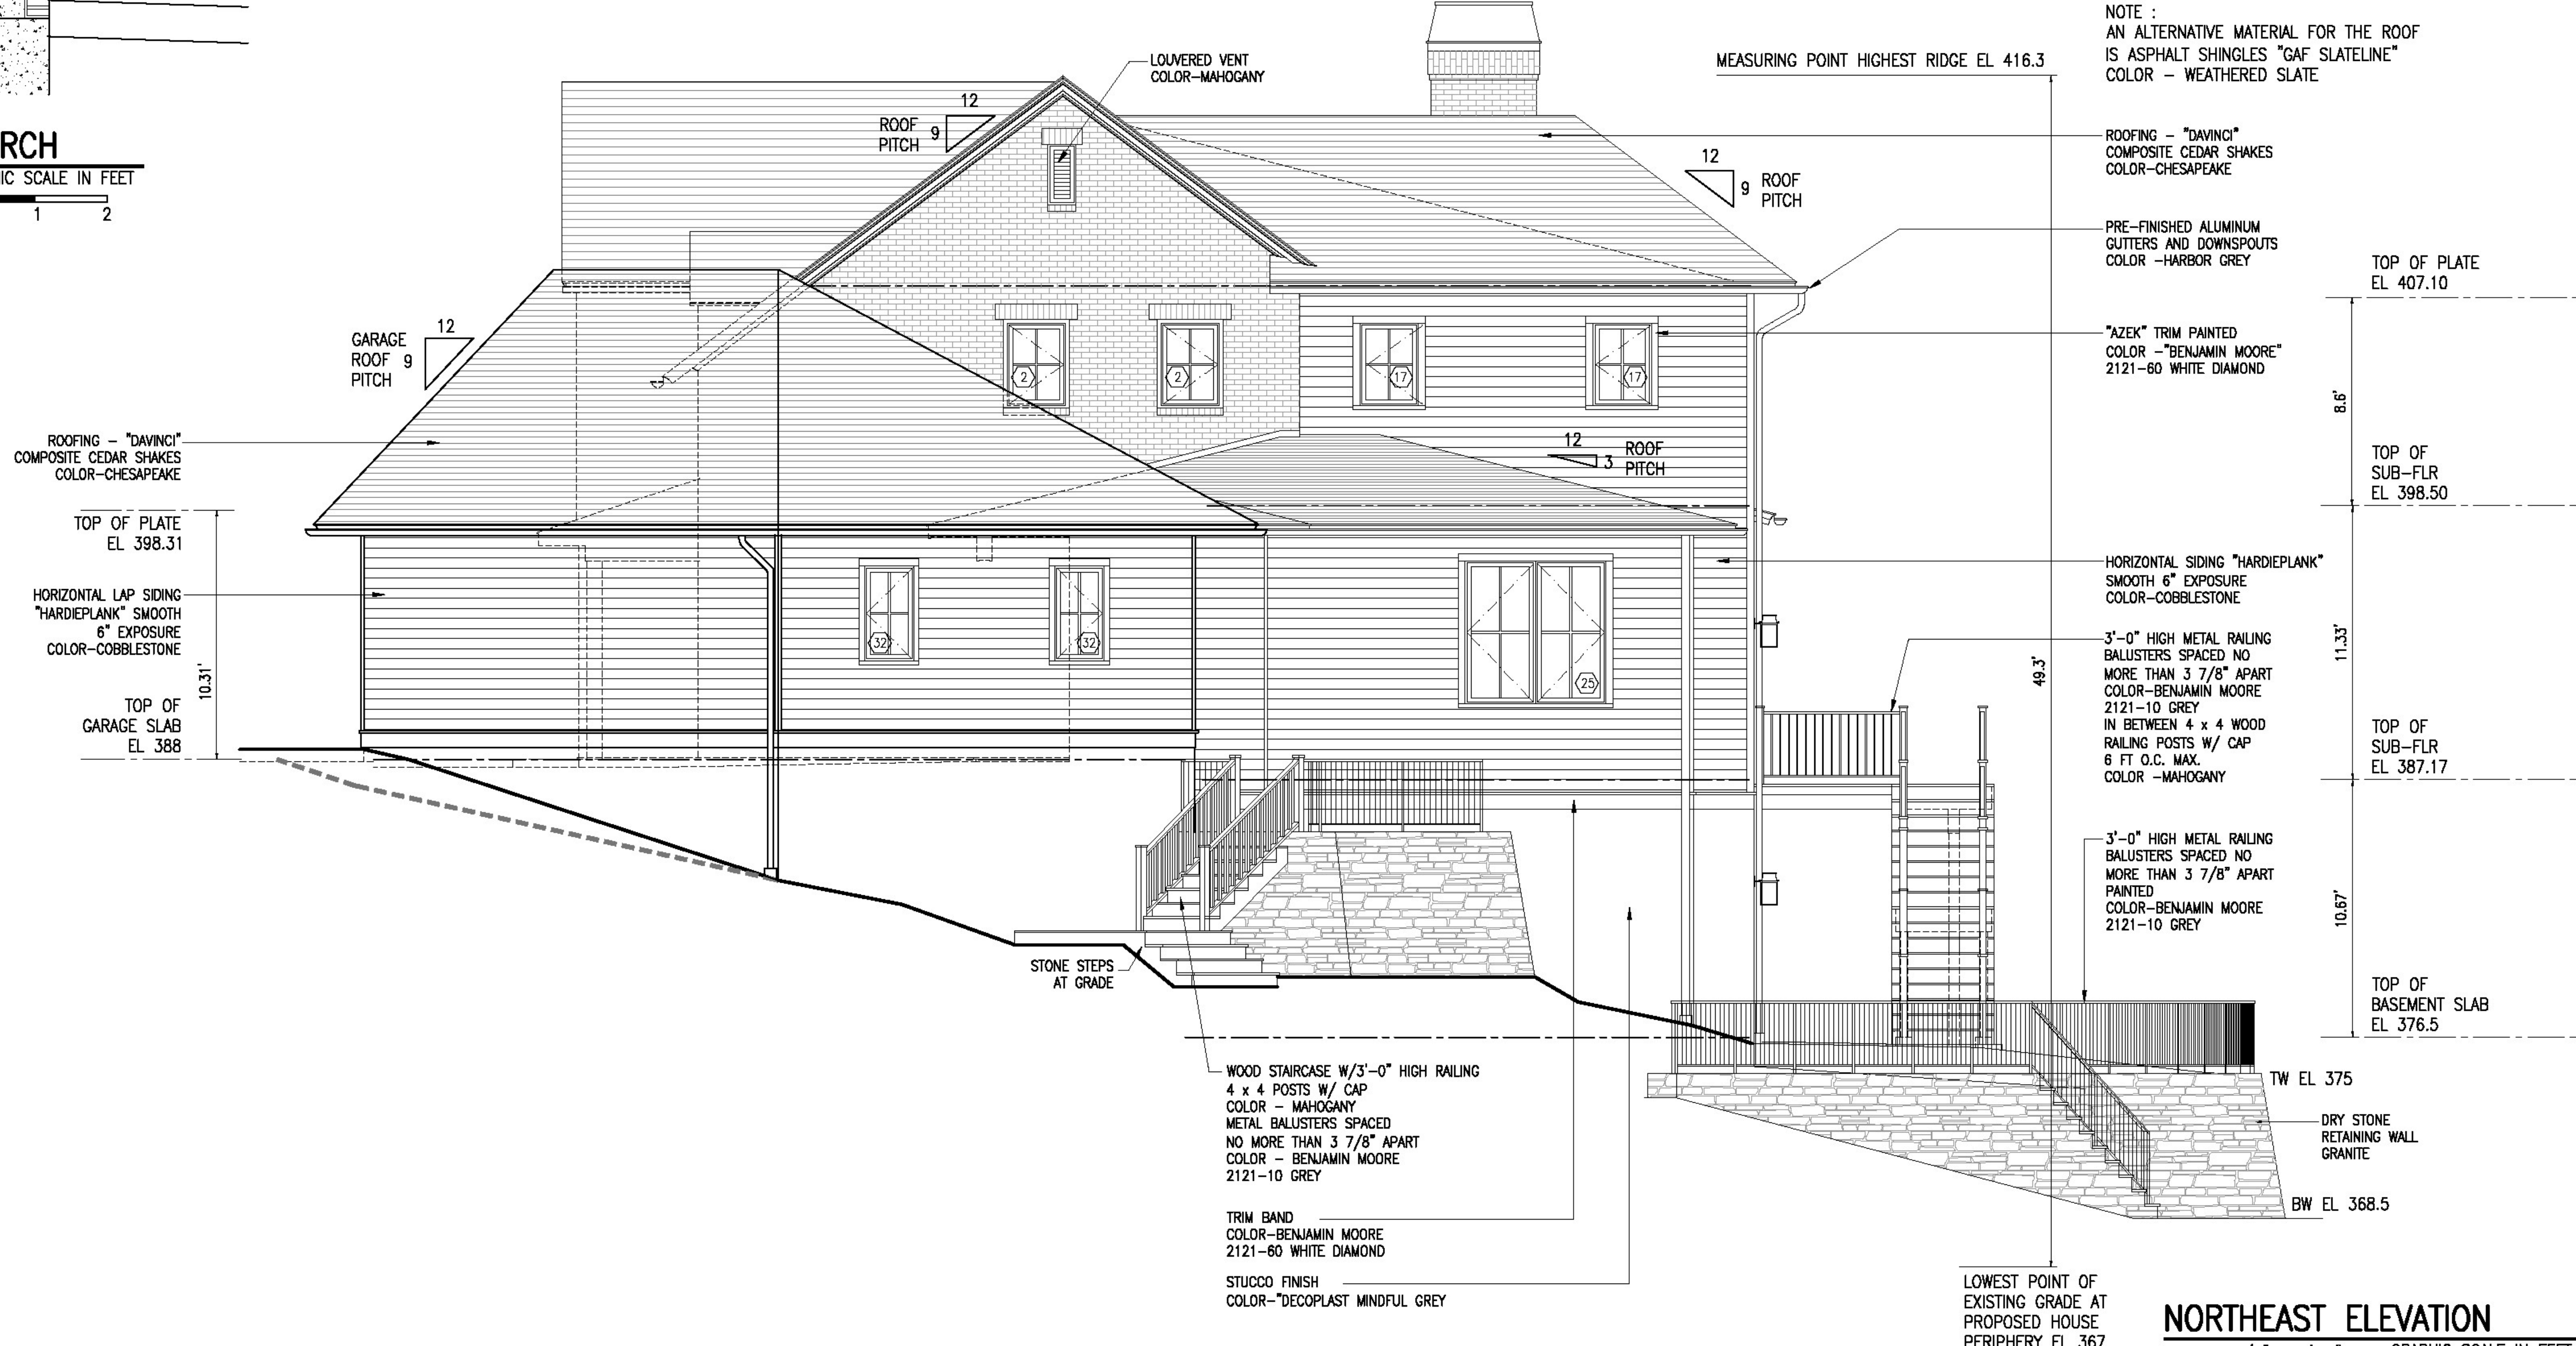 RCH
IC SCALE IN FEET
1 2
LOUVERED VENT
COLOR-MAHOGANY
12
ROOF 9
PITCH
MEASURING POINT HIGHEST RIDGE EL 416.3
NOTE :
AN ALTERNATIVE MATERIAL FOR THE ROOF
IS ASPHALT SHINGLES "GAF SLATELINE"
COLOR - WEATHERED SLATE
ROOFING - "DAVINCI"
COMPOSITE CEDAR SHAKES
COLOR-CHESAPEAKE
12
9 ROOF
PITCH
PRE-FINISHED ALUMINUM
GUTTERS AND DOWNSPOUTS
COLOR -HARBOR GREY
TOP OF PLATE
EL 407.10
12
GARAGE
ROOF 9
PITCH
"AZEK" TRIM PAINTED
COLOR -"BENJAMIN MOORE"
2121-60 WHITE DIAMOND
2
2
17
17
8.6'
ROOFING - "DAVINCI"
COMPOSITE CEDAR SHAKES
COLOR-CHESAPEAKE
12
3 ROOF
PITCH
TOP OF
SUB-FLR
EL 398.50
TOP OF PLATE
EL 398.31
HORIZONTAL LAP SIDING
"HARDIEPLANK" SMOOTH
6" EXPOSURE
COLOR-COBBLESTONE
10.31'
TOP OF
GARAGE SLAB
EL 388
32
32
25
HORIZONTAL SIDING "HARDIEPLANK"
SMOOTH 6" EXPOSURE
COLOR-COBBLESTONE
49.3'
11.33'
3'-0" HIGH METAL RAILING
BALUSTERS SPACED NO
MORE THAN 3 7/8" APART
COLOR-BENJAMIN MOORE
2121-10 GREY
IN BETWEEN 4 x 4 WOOD
RAILING POSTS W/ CAP
6 FT O.C. MAX.
COLOR -MAHOGANY
TOP OF
SUB-FLR
EL 387.17
3'-0" HIGH METAL RAILING
BALUSTERS SPACED NO
MORE THAN 3 7/8" APART
PAINTED
COLOR-BENJAMIN MOORE
2121-10 GREY
10.67'
STONE STEPS
AT GRADE
TOP OF
BASEMENT SLAB
EL 376.5
WOOD STAIRCASE W/3'-0" HIGH RAILING
4 x 4 POSTS W/ CAP
COLOR - MAHOGANY
METAL BALUSTERS SPACED
NO MORE THAN 3 7/8" APART
COLOR - BENJAMIN MOORE
2121-10 GREY
TW EL 375
DRY STONE
RETAINING WALL
GRANITE
BW EL 368.5
TRIM BAND
COLOR-BENJAMIN MOORE
2121-60 WHITE DIAMOND
STUCCO FINISH
COLOR-"DECOPLAST MINDFUL GREY
LOWEST POINT OF
EXISTING GRADE AT
PROPOSED HOUSE
PERIPHERY EL 367
NORTHEAST ELEVATION
GRAPHIC SCALE IN FEET